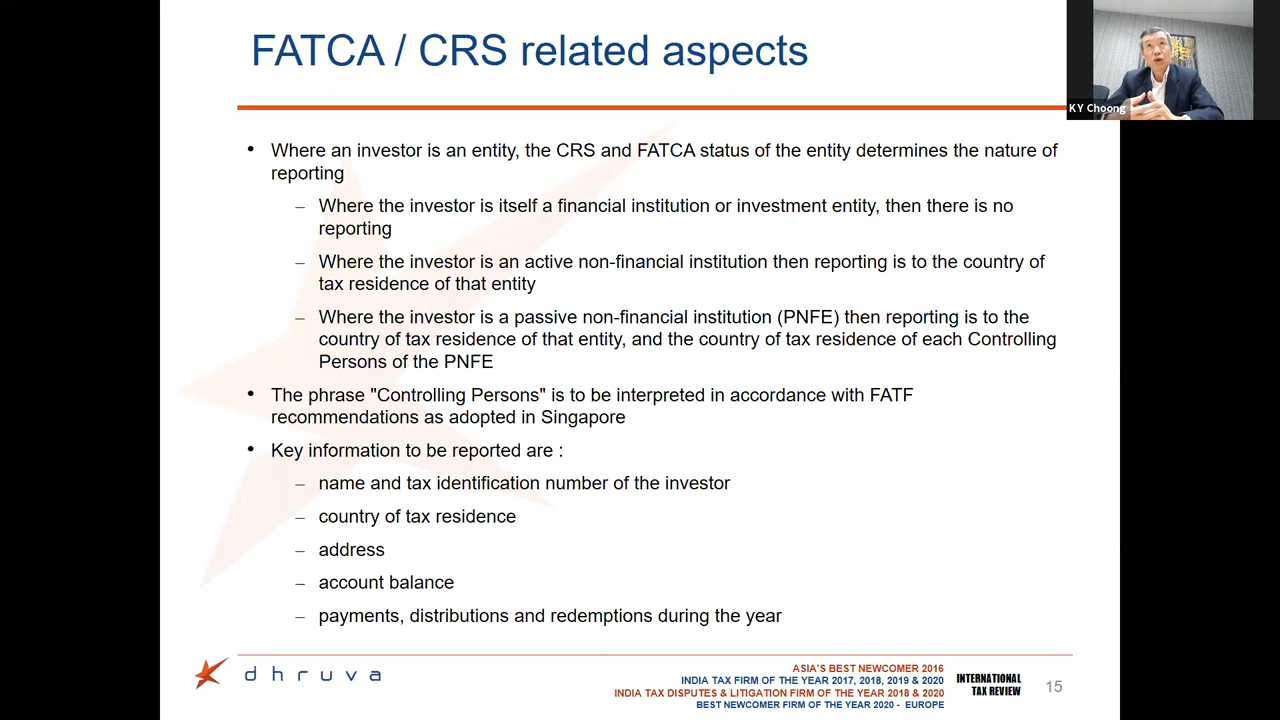 FATCA / CRS related aspects
KY Choong
• Where an investor is an entity, the CRS and FATCA status of the entity determines the nature of
reporting
– Where the investor is itself a financial institution or investment entity, then there is no
reporting
– Where the investor is an active non-financial institution then reporting is to the country of
tax residence of that entity
– Where the investor is a passive non-financial institution (PNFE) then reporting is to the
country of tax residence of that entity, and the country of tax residence of each Controlling
Persons of the PNFE
• The phrase "Controlling Persons" is to be interpreted in accordance with FATF
recommendations as adopted in Singapore
• Key information to be reported are :
– name and tax identification number of the investor
– country of tax residence
– address
– account balance
– payments, distributions and redemptions during the year
dhruva
ASIA'S BEST NEWCOMER 2016
INDIA TAX FIRM OF THE YEAR 2017, 2018, 2019 & 2020
INDIA TAX DISPUTES & LITIGATION FIRM OF THE YEAR 2018 & 2020
BEST NEWCOMER FIRM OF THE YEAR 2020 - EUROPE
INTERNATIONAL
TAX REVIEW
15